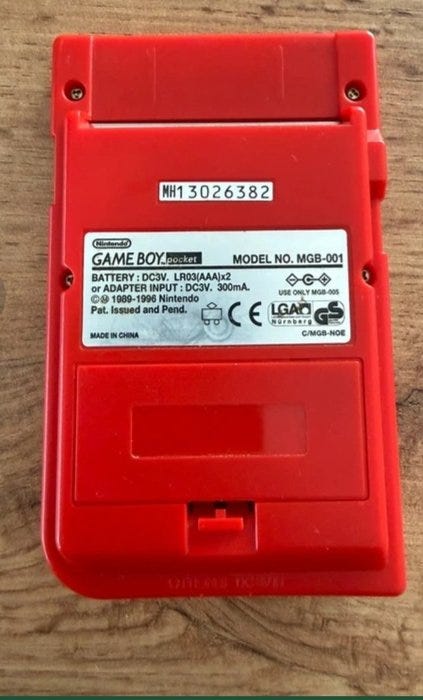 MH13026382
Nintendo
GAME BOY pocket MODEL NO. MGB-001
BATTERY : DC3V. LR03(AAA)x2
or ADAPTER INPUT : DC3V. 300mA.
USE ONLY MGB-005
©Ⓜ 1989-1996 Nintendo
Pat. Issued and Pend.
CE
LGA
Nürnberg
GS
MADE IN CHINA
C/MGB-NOE